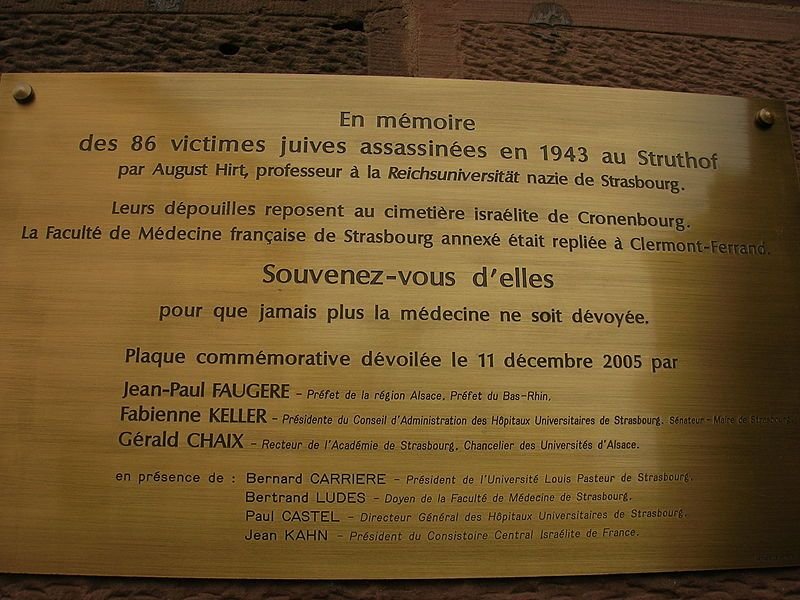 En mémoire
des 86 victimes juives assassinées en 1943 au Struthof
par August Hirt, professeur à la Reichsuniversität nazie de Strasbourg.
Leurs dépouilles reposent au cimetière israélite de Cronenbourg.
La Faculté de Médecine française de Strasbourg annexé était repliée à Clermont-Ferrand.
Souvenez-vous d'elles
pour que jamais plus la médecine ne soit dévoyée.
Plaque commémorative dévoilée le 11 décembre 2005 par
Jean-Paul FAUGERE - Préfet de la région Alsace, Préfet du Bas-Rhin,
Fabienne KELLER - Présidente du Conseil d'Administration des Hôpitaux Universitaires de Strasbourg, Sénateur - Maire de Strasbourg,
Gérald CHAIX - Recteur de l'Académie de Strasbourg, Chancelier des Universités d'Alsace.
en présence de : Bernard CARRIERE - Président de l'Université Louis Pasteur de Strasbourg,
Bertrand LUDES - Doyen de la Faculté de Médecine de Strasbourg,
Paul CASTEL - Directeur Général des Hôpitaux Universitaires de Strasbourg,
Jean KAHN - Président du Consistoire Central Israélite de France.